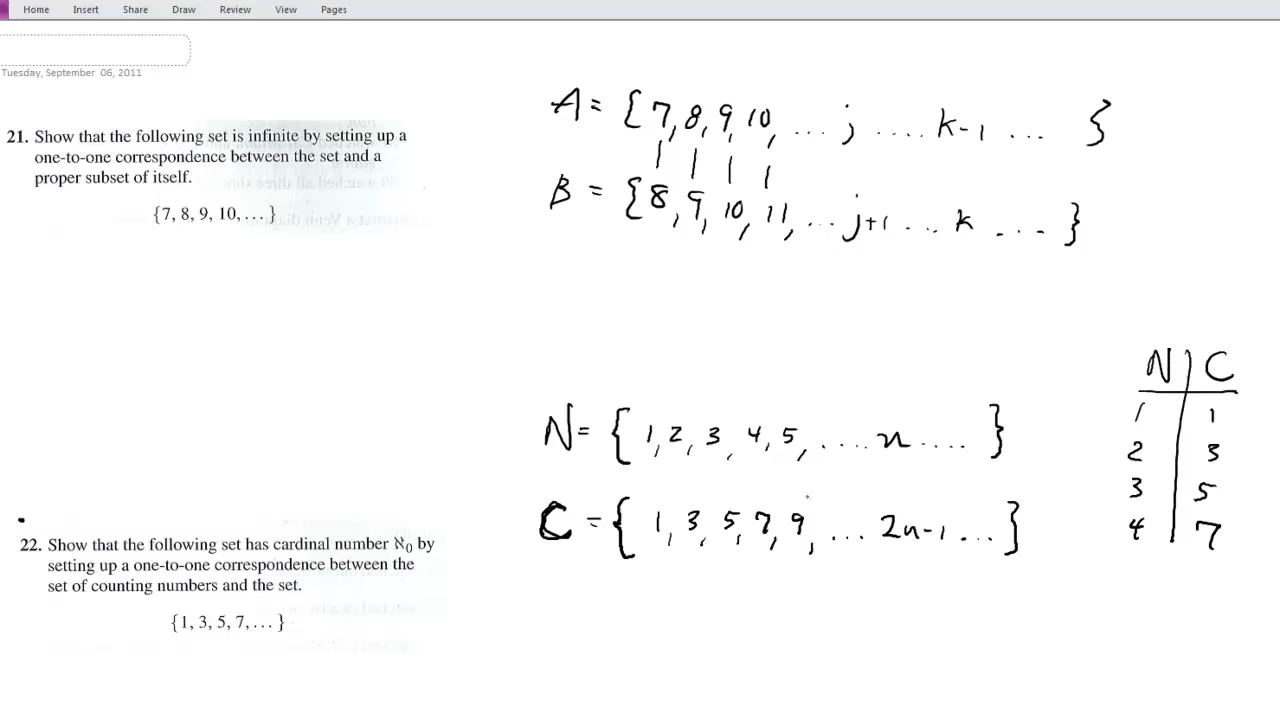 Home Insert Share Draw Review View Pages
Tuesday, September 06, 2011
21. Show that the following set is infinite by setting up a
one-to-one correspondence between the set and a
proper subset of itself.
{7, 8, 9, 10, . . . }
A = {7, 8, 9, 10, ... j .... k-1 ... }
B = {8, 9, 10, 11, ... j+1 ... k ... }
N = { 1, 2, 3, 4, 5, .... n .... }
C = { 1, 3, 5, 7, 9, ... 2n-1 ... }
N C
1 1
2 3
3 5
4 7
22. Show that the following set has cardinal number ℵ0 by
setting up a one-to-one correspondence between the
set of counting numbers and the set.
{1, 3, 5, 7, . . . }